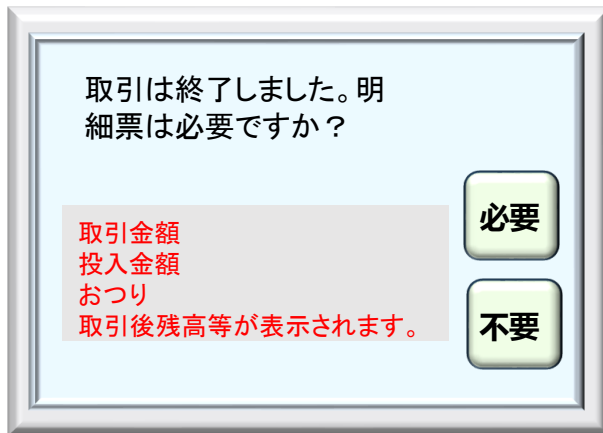 取引は終了しました。明
細票は必要ですか？
必要
取引金額
投入金額
おつり
取引後残高等が表示されます。
不要